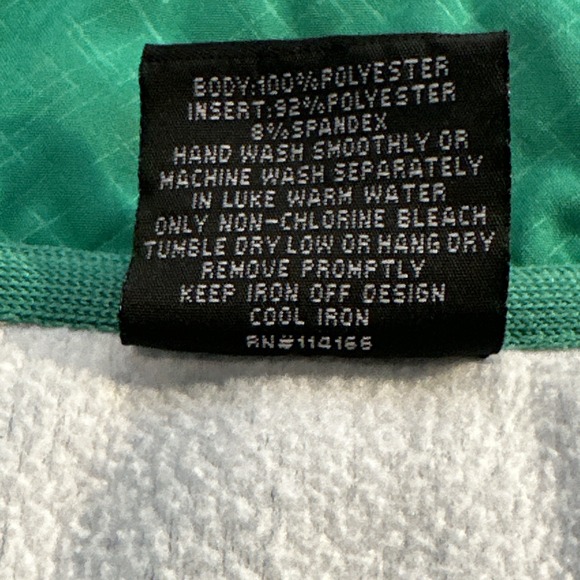 BODY:100%POLYESTER
INSERT:92%POLYESTER
8%SPANDEX
HAND WASH SMOOTHLY OR
MACHINE WASH SEPARATELY
IN LUKE WARM WATER
ONLY NON-CHLORINE BLEACH
TUMBLE DRY LOW OR HANG DRY
REMOVE PROMPTLY
KEEP IRON OFF DESIGN
COOL IRON
RN#114166